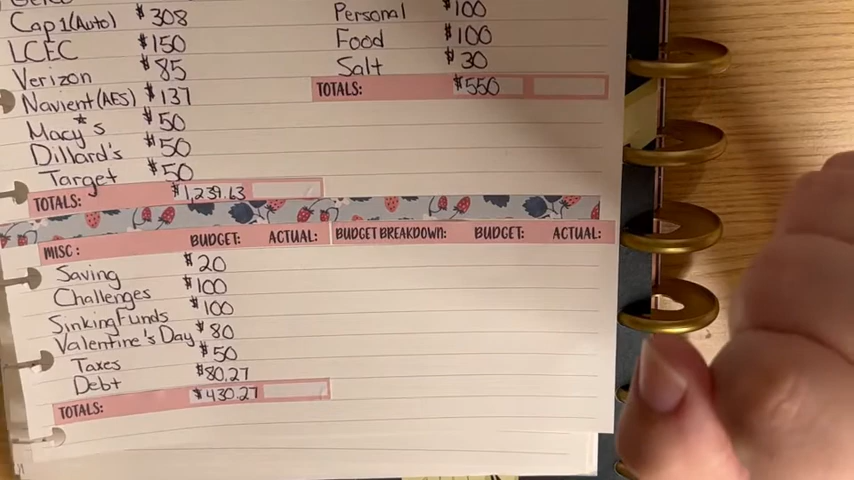 Cap 1 (Auto) $308
LCEC $150
Verizon $85
Navient (AES) $137
Macy*s $50
Dillard's $50
Target $50
TOTALS: $1,239.63
Personal $100
Food $100
Salt $30
TOTALS: $550
MISC: BUDGET: ACTUAL:
Saving $20
Challenges $100
Sinking Funds $100
Valentine's Day $80
Taxes $50
Debt $80.27
TOTALS: $430.27
BUDGET BREAKDOWN: BUDGET: ACTUAL: